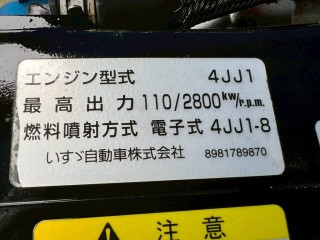 エンジン型式 4JJ1
最高出力 110/2800kw/r.p.m.
燃料噴射方式 電子式 4JJ1-8
いすゞ自動車株式会社 8981789870
注意